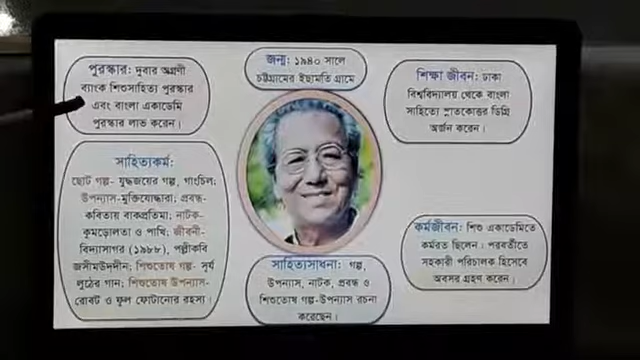 পুরস্কার: দুবার অগ্রণী
ব্যাংক শিশুসাহিত্য পুরস্কার
এবং বাংলা একাডেমি
পুরস্কার লাভ করেন।
জন্ম: ১৯৪০ সালে
চট্টগ্রামের ইছামতি গ্রামে
শিক্ষা জীবন: ঢাকা
বিশ্ববিদ্যালয় থেকে বাংলা
সাহিত্যে স্নাতকোত্তর ডিগ্রি
অর্জন করেন।
সাহিত্যকর্ম:
ছোট গল্প- যুদ্ধজয়ের গল্প, গাংচিল;
উপন্যাস-মুক্তিযোদ্ধারা; প্রবন্ধ-
কবিতায় বাকপ্রতিমা; নাটক-
কুমড়োলতা ও পাখি; জীবনী-
বিদ্যাসাগর (১৯৮৮), পল্লীকবি
জসীমউদ্দীন; শিশুতোষ গল্প- সূর্য
লুঠের গান; শিশুতোষ উপন্যাস-
রোবট ও ফুল ফোটানোর রহস্য।
কর্মজীবন: শিশু একাডেমিতে
কর্মরত ছিলেন। পরবর্তীতে
সহকারী পরিচালক হিসেবে
অবসর গ্রহণ করেন।
সাহিত্যসাধনা: গল্প,
উপন্যাস, নাটক, প্রবন্ধ ও
শিশুতোষ গল্প-উপন্যাস রচনা
করেছেন।